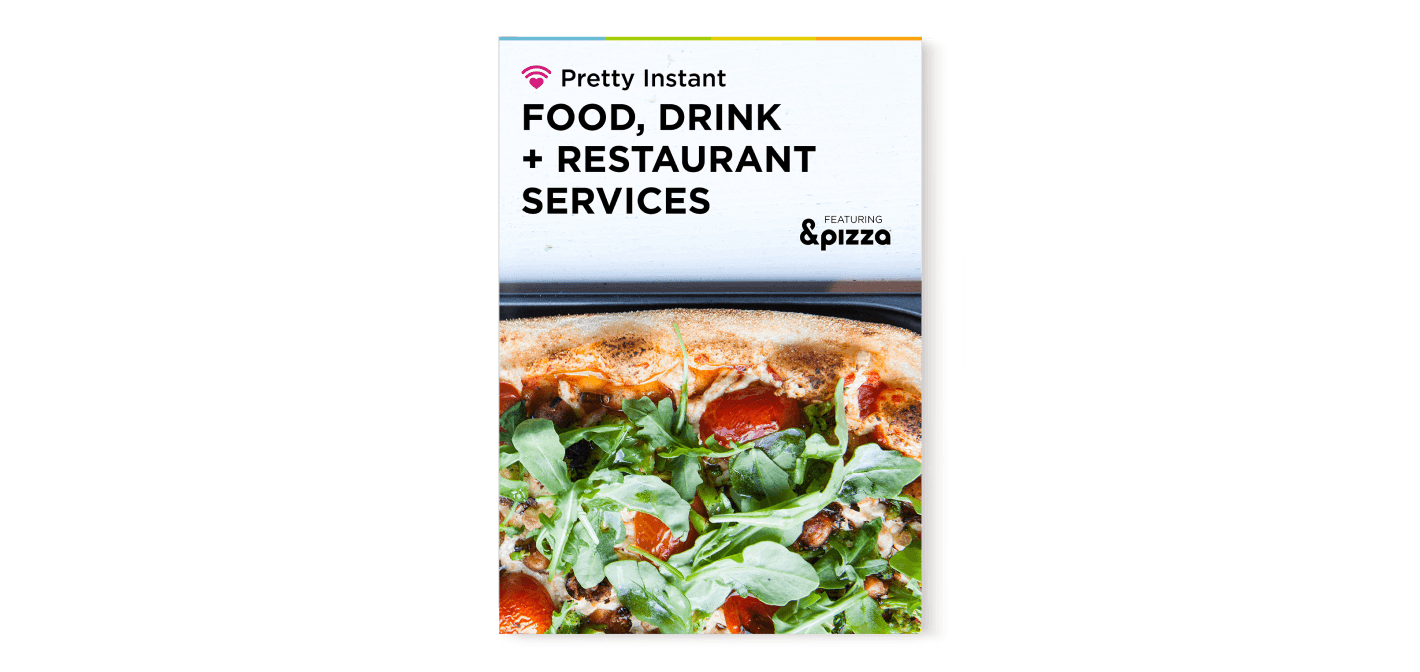 Pretty Instant
FOOD, DRINK
+ RESTAURANT
SERVICES
FEATURING
&pizza